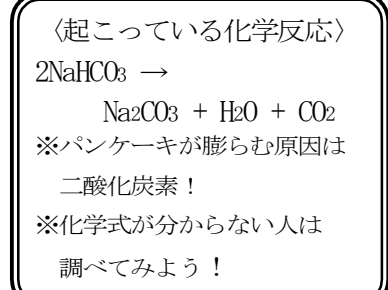 〈起こっている化学反応〉
2NaHCO₃ →
Na₂CO₃ + H₂O + CO₂
※パンケーキが膨らむ原因は
二酸化炭素！
※化学式が分からない人は
調べてみよう！